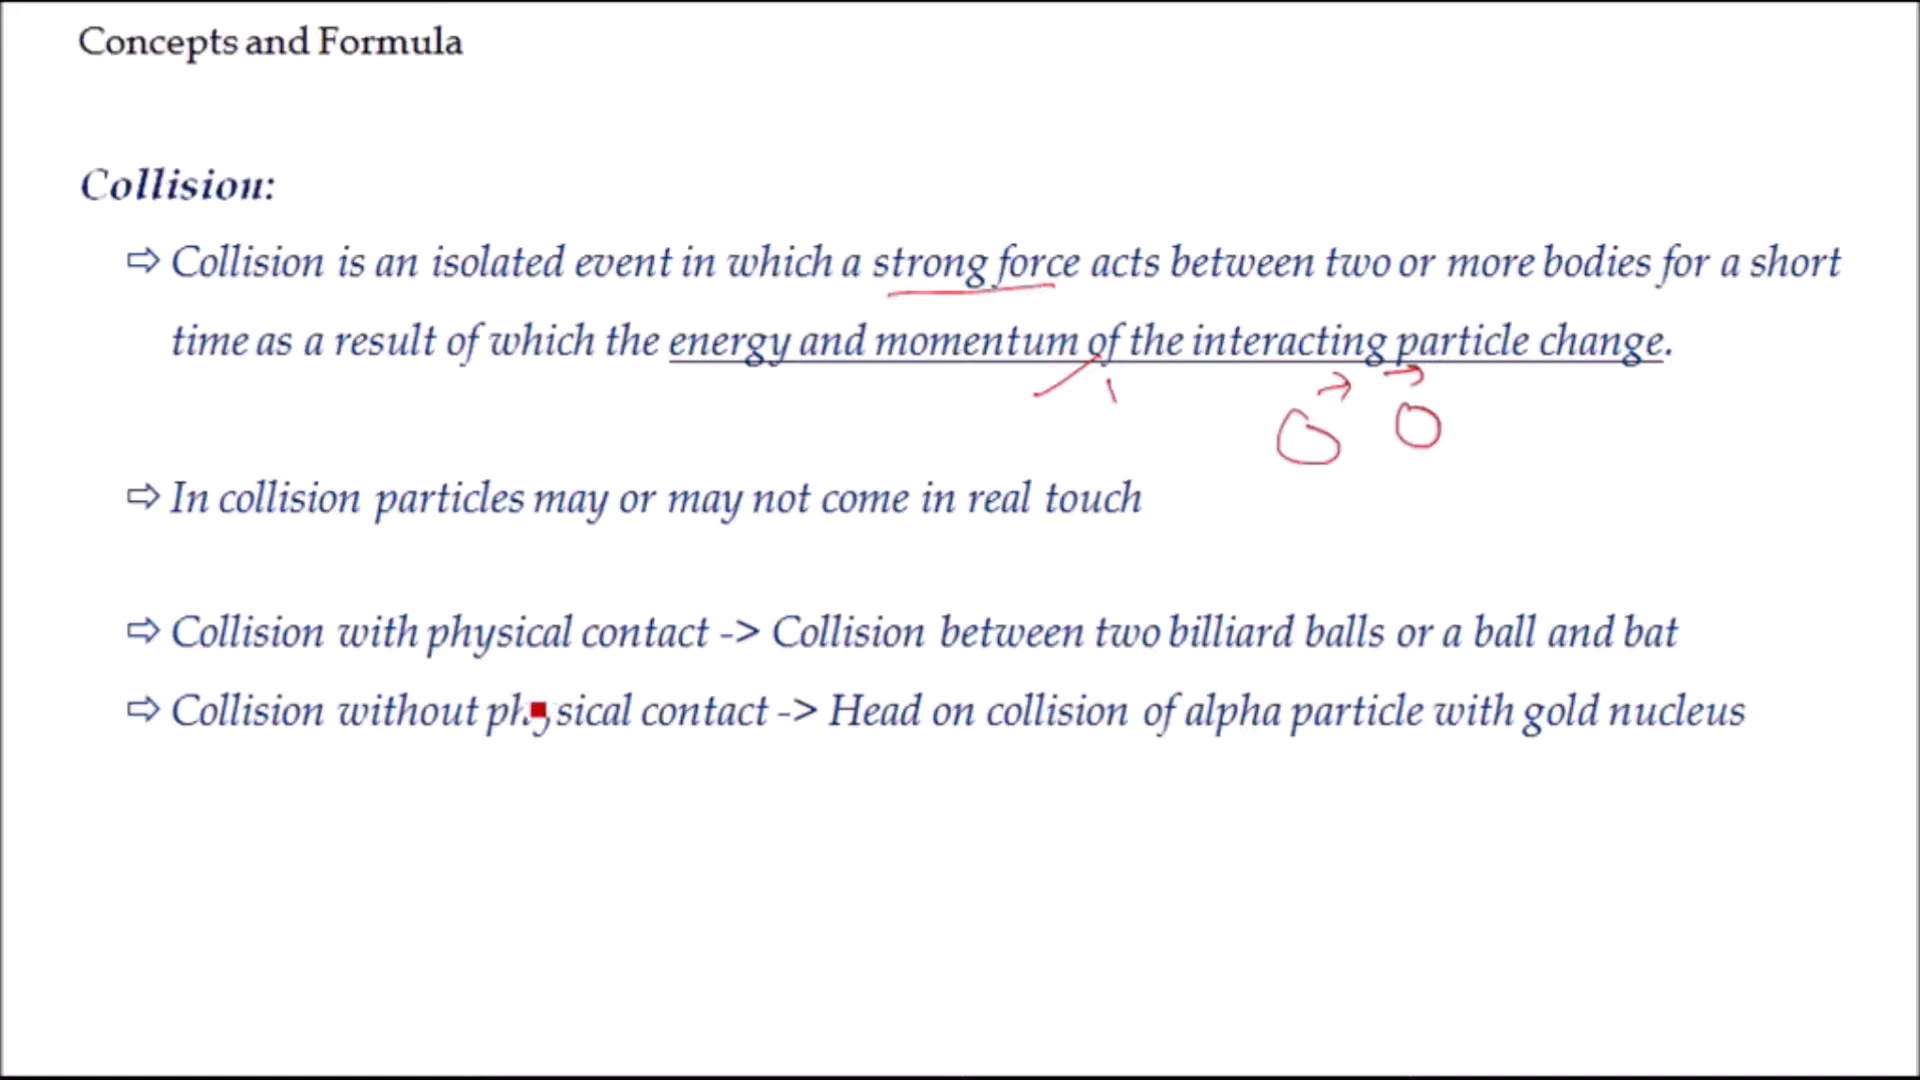 Concepts and Formula
Collision:
⇨ Collision is an isolated event in which a strong force acts between two or more bodies for a short
time as a result of which the energy and momentum of the interacting particle change.
⇨ In collision particles may or may not come in real touch
⇨ Collision with physical contact -> Collision between two billiard balls or a ball and bat
⇨ Collision without physical contact -> Head on collision of alpha particle with gold nucleus